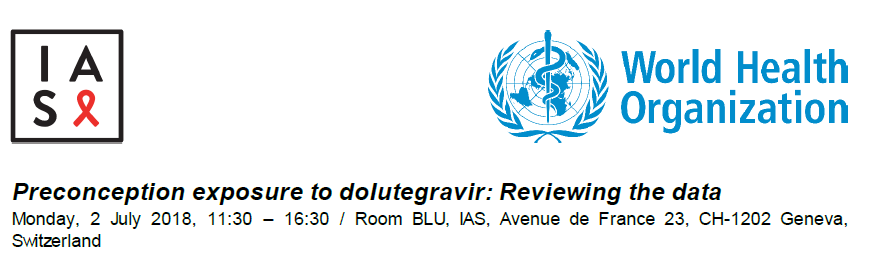 I A
S
World Health
Organization
Preconception exposure to dolutegravir: Reviewing the data
Monday, 2 July 2018, 11:30 – 16:30 / Room BLU, IAS, Avenue de France 23, CH-1202 Geneva,
Switzerland